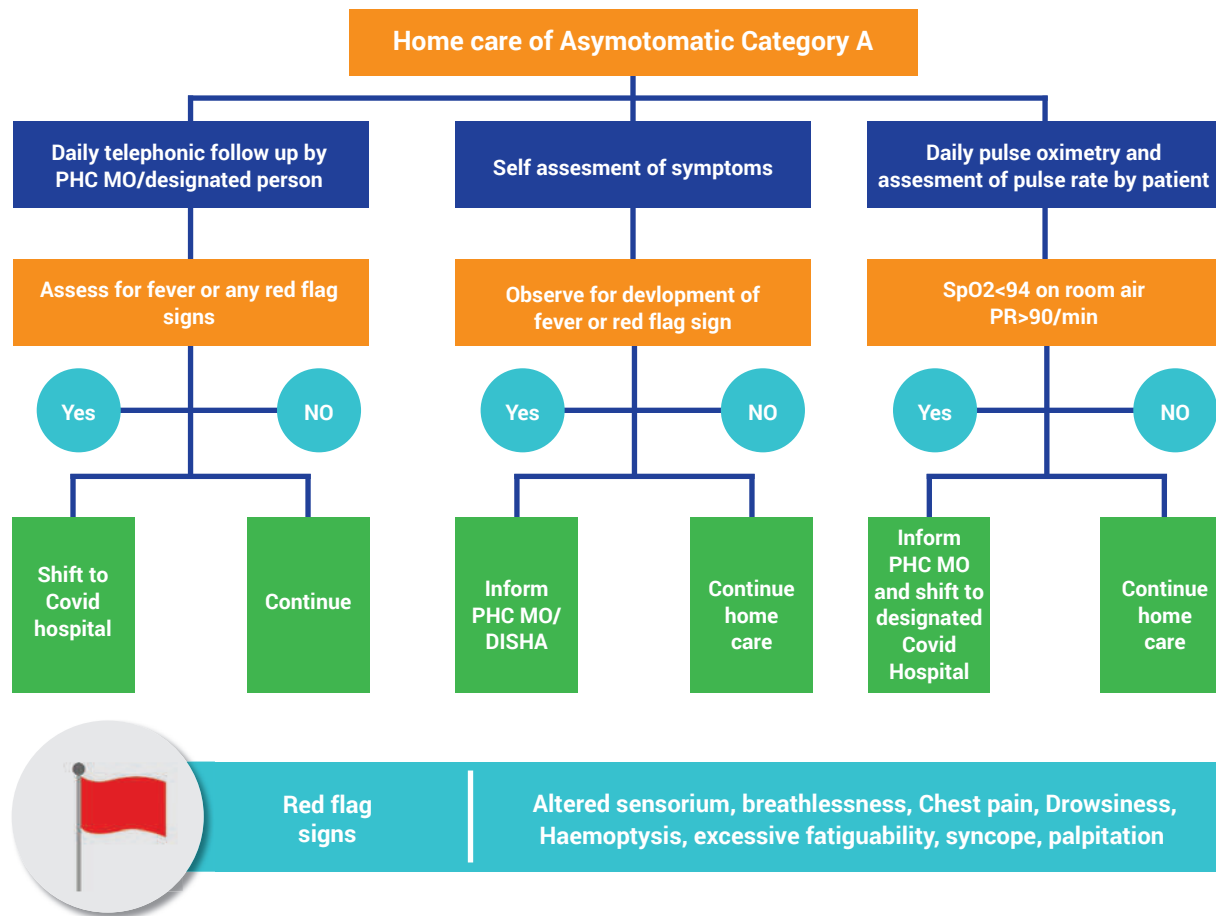 Home care of Asymotomatic Category A
Daily telephonic follow up by
PHC MO/designated person
Self assesment of symptoms
Daily pulse oximetry and
assesment of pulse rate by patient
Assess for fever or any red flag
signs
Observe for devlopment of
fever or red flag sign
SpO2<94 on room air
PR>90/min
Yes
NO
Yes
NO
Yes
NO
Shift to
Covid
hospital
Continue
Inform
PHC MO/
DISHA
Continue
home
care
Inform
PHC MO
and shift to
designated
Covid
Hospital
Continue
home
care
Red flag
signs
Altered sensorium, breathlessness, Chest pain, Drowsiness,
Haemoptysis, excessive fatiguability, syncope, palpitation